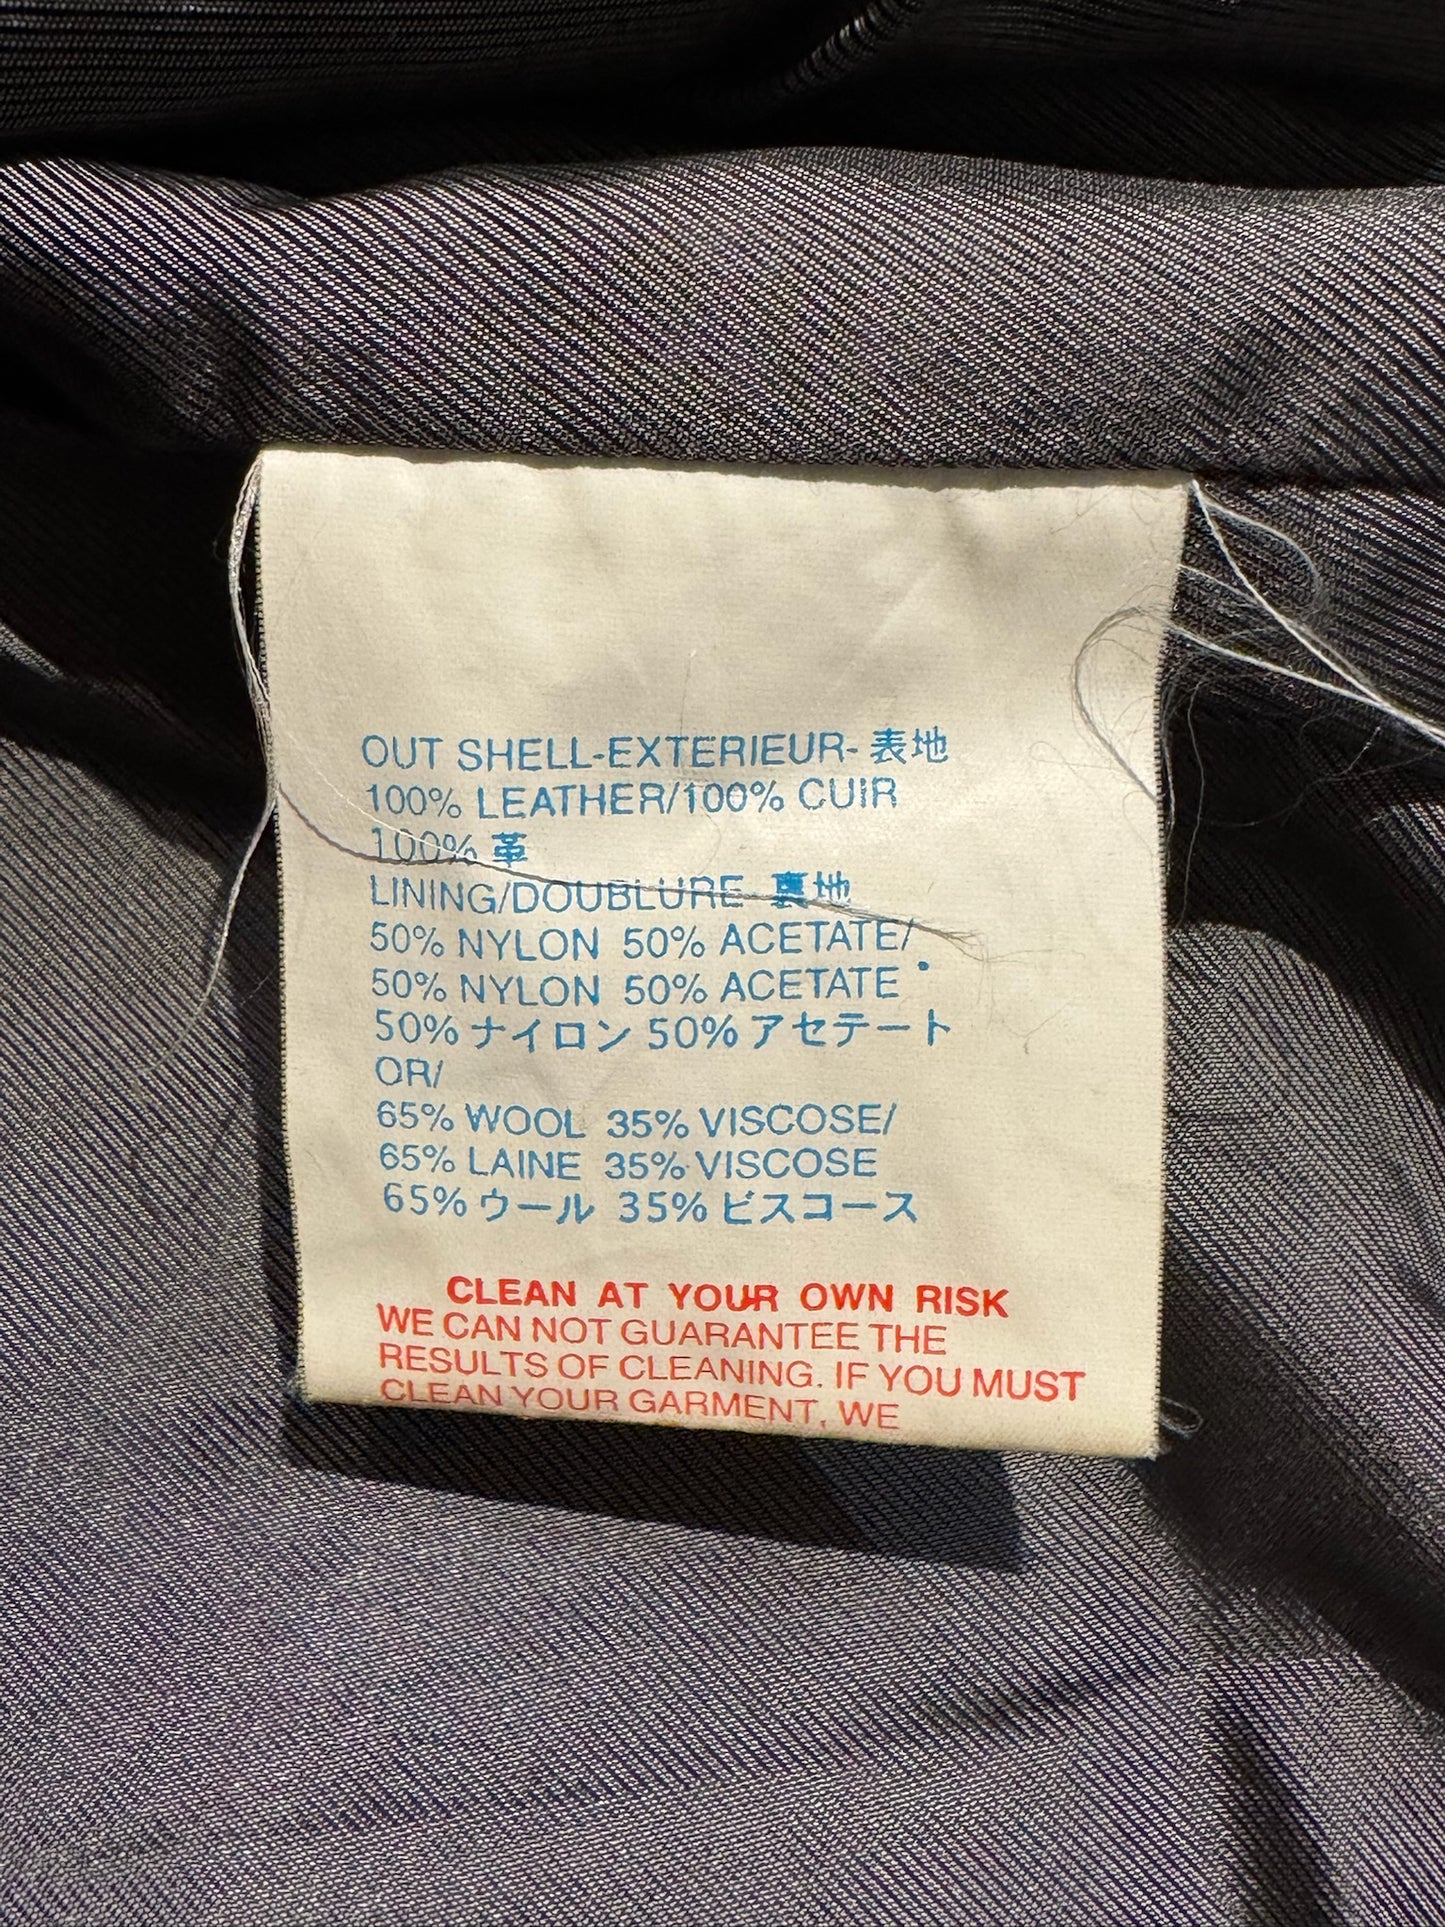 OUT SHELL-EXTERIEUR- 表地
100% LEATHER/100% CUIR
100% 革
LINING/DOUBLURE- 裏地
50% NYLON 50% ACETATE/
50% NYLON 50% ACETATE
50% ナイロン 50% アセテート
OR/
65% WOOL 35% VISCOSE/
65% LAINE 35% VISCOSE
65% ウール 35% ビスコース
CLEAN AT YOUR OWN RISK
WE CAN NOT GUARANTEE THE
RESULTS OF CLEANING. IF YOU MUST
CLEAN YOUR GARMENT, WE